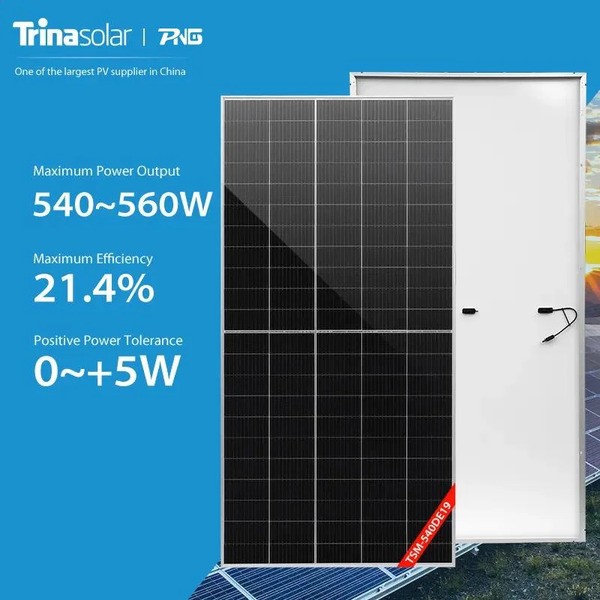 Trinasolar | PNG
One of the largest PV supplier in China
Maximum Power Output
540~560W
Maximum Efficiency
21.4%
Positive Power Tolerance
0~+5W
TSM-540DE19